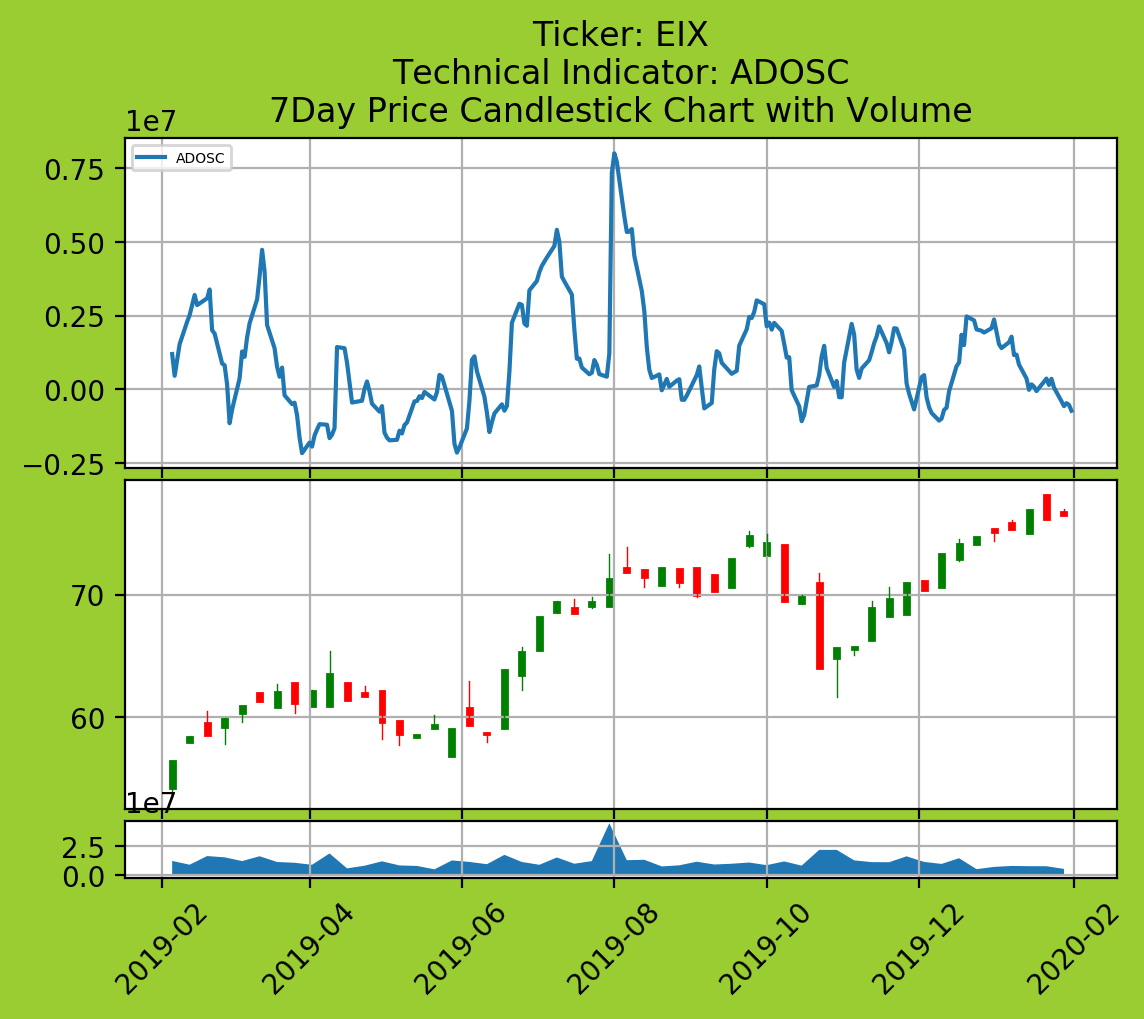 Ticker: EIX
Technical Indicator: ADOSC
7Day Price Candlestick Chart with Volume
1e7
ADOSC
0.75
0.50
0.25
0.00
−0.25
70
60
1e7
2.5
0.0
2019-02
2019-04
2019-06
2019-08
2019-10
2019-12
2020-02